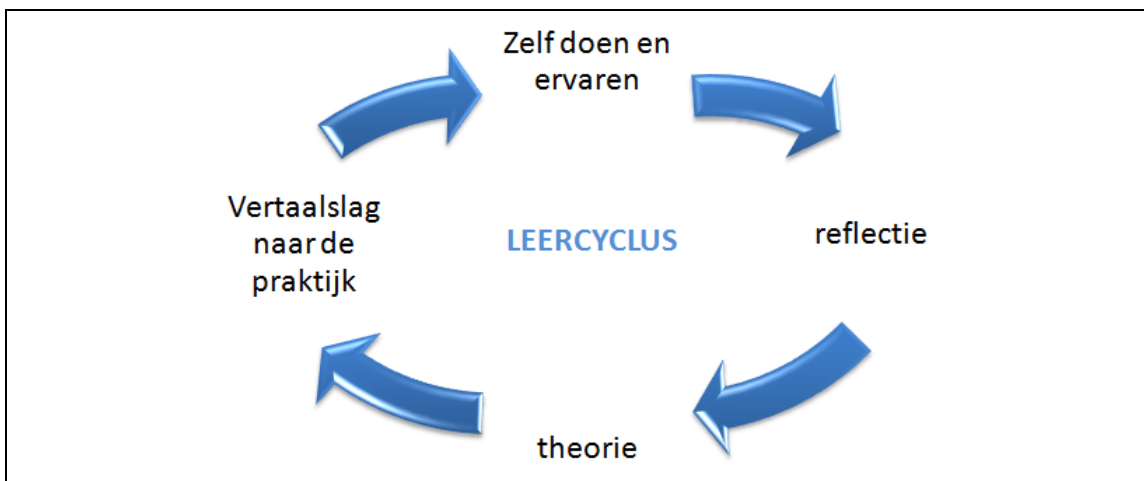 Zelf doen en
ervaren
Vertaalslag
naar de
praktijk
LEERCYCLUS
reflectie
theorie